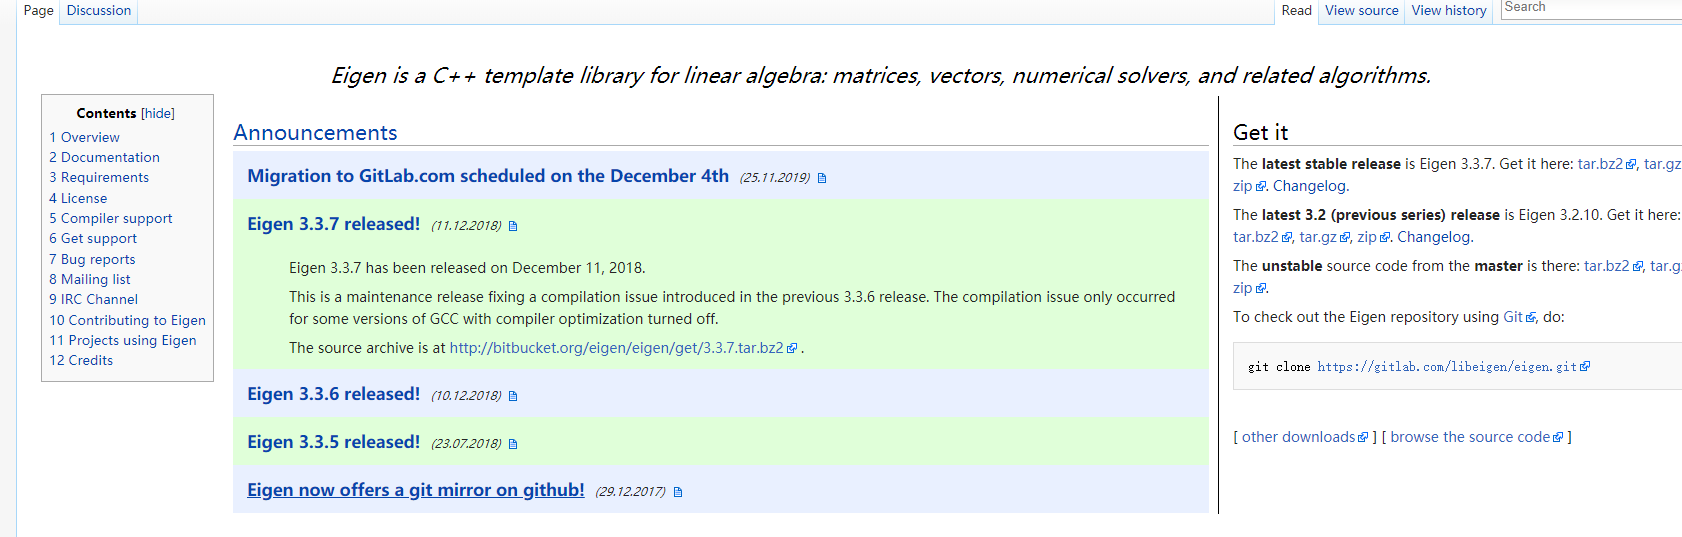 Page Discussion Read View source View history Search
Eigen is a C++ template library for linear algebra: matrices, vectors, numerical solvers, and related algorithms.
Contents [hide]
1 Overview
2 Documentation
3 Requirements
4 License
5 Compiler support
6 Get support
7 Bug reports
8 Mailing list
9 IRC Channel
10 Contributing to Eigen
11 Projects using Eigen
12 Credits
Announcements
Migration to GitLab.com scheduled on the December 4th (25.11.2019)
Eigen 3.3.7 released! (11.12.2018)
Eigen 3.3.7 has been released on December 11, 2018.
This is a maintenance release fixing a compilation issue introduced in the previous 3.3.6 release. The compilation issue only occurred
for some versions of GCC with compiler optimization turned off.
The source archive is at http://bitbucket.org/eigen/eigen/get/3.3.7.tar.bz2 .
Eigen 3.3.6 released! (10.12.2018)
Eigen 3.3.5 released! (23.07.2018)
Eigen now offers a git mirror on github! (29.12.2017)
Get it
The latest stable release is Eigen 3.3.7. Get it here: tar.bz2, tar.gz
zip. Changelog.
The latest 3.2 (previous series) release is Eigen 3.2.10. Get it here:
tar.bz2, tar.gz, zip. Changelog.
The unstable source code from the master is there: tar.bz2, tar.g
zip.
To check out the Eigen repository using Git, do:
git clone https://gitlab.com/libeigen/eigen.git
[ other downloads ] [ browse the source code ]